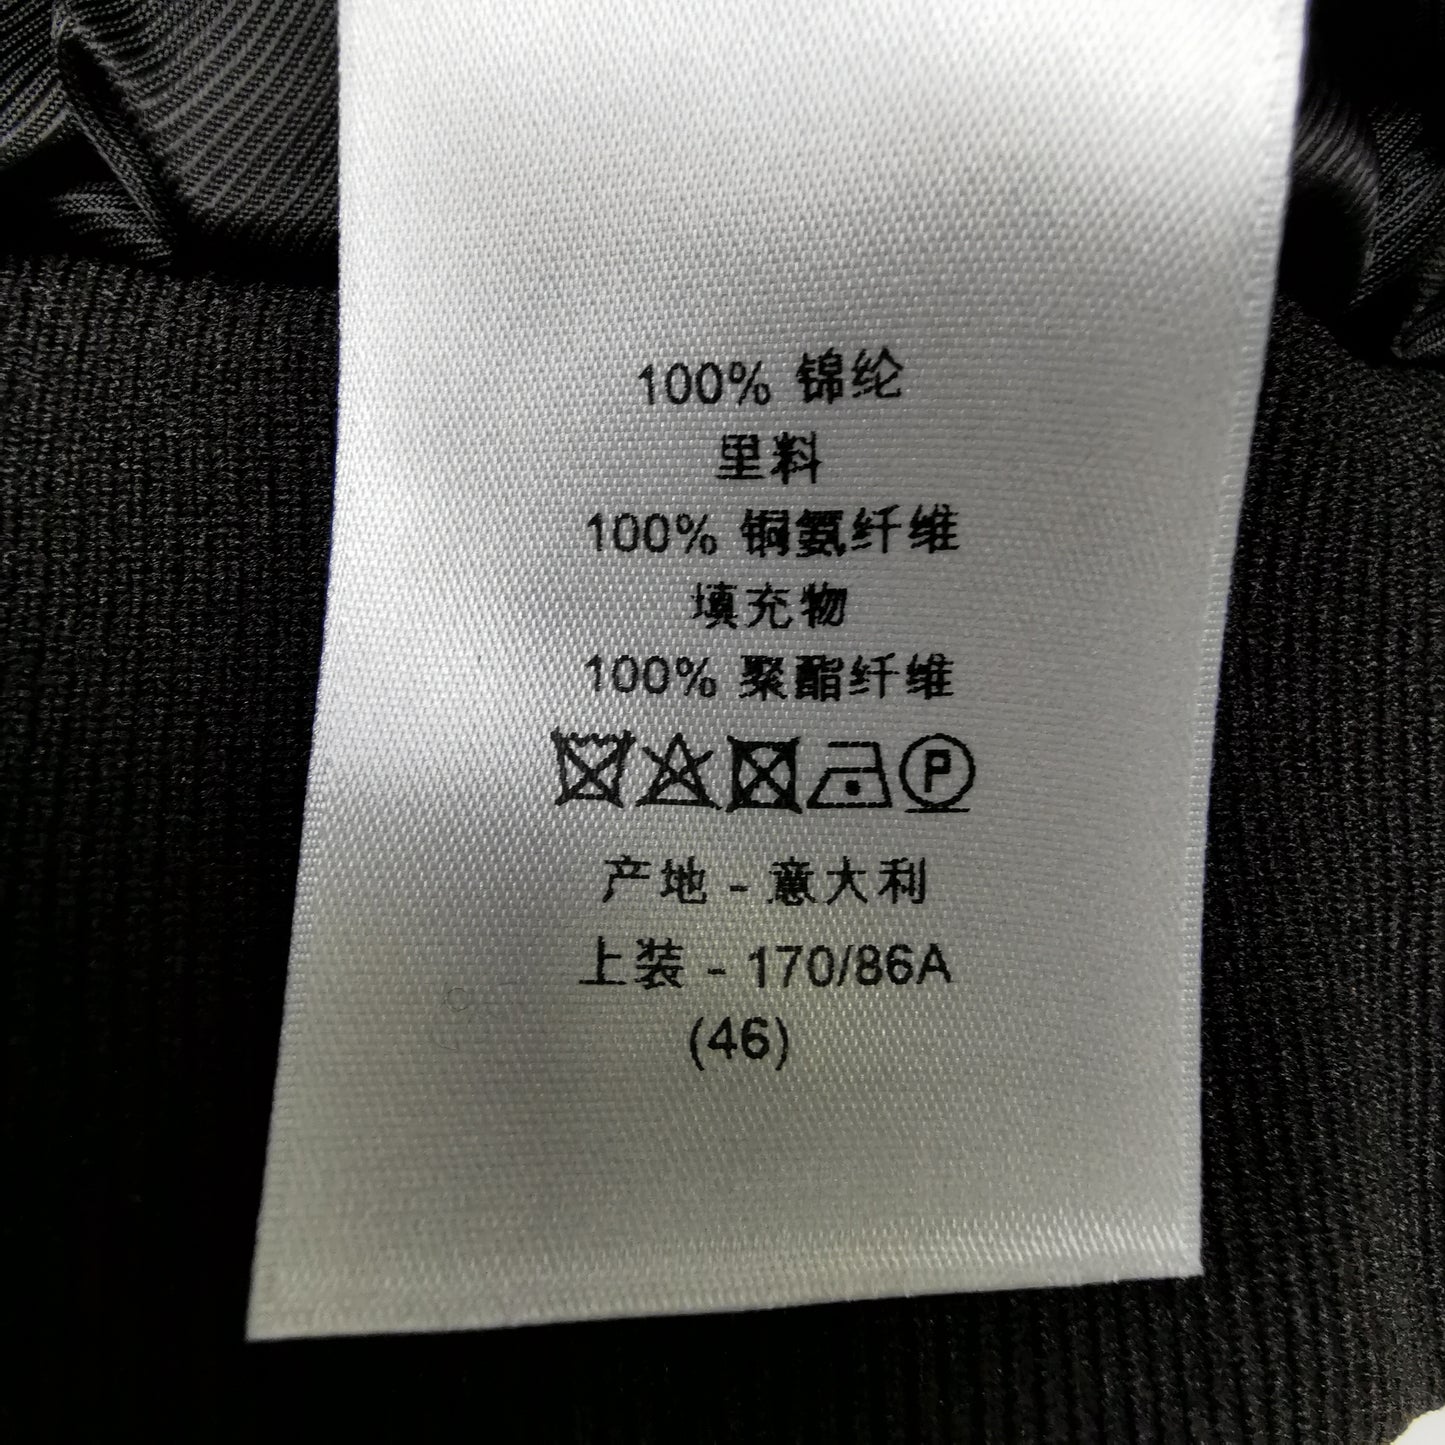 100% 锦纶
里料
100% 铜氨纤维
填充物
100% 聚酯纤维
P
产地 - 意大利
上装 - 170/86A
(46)